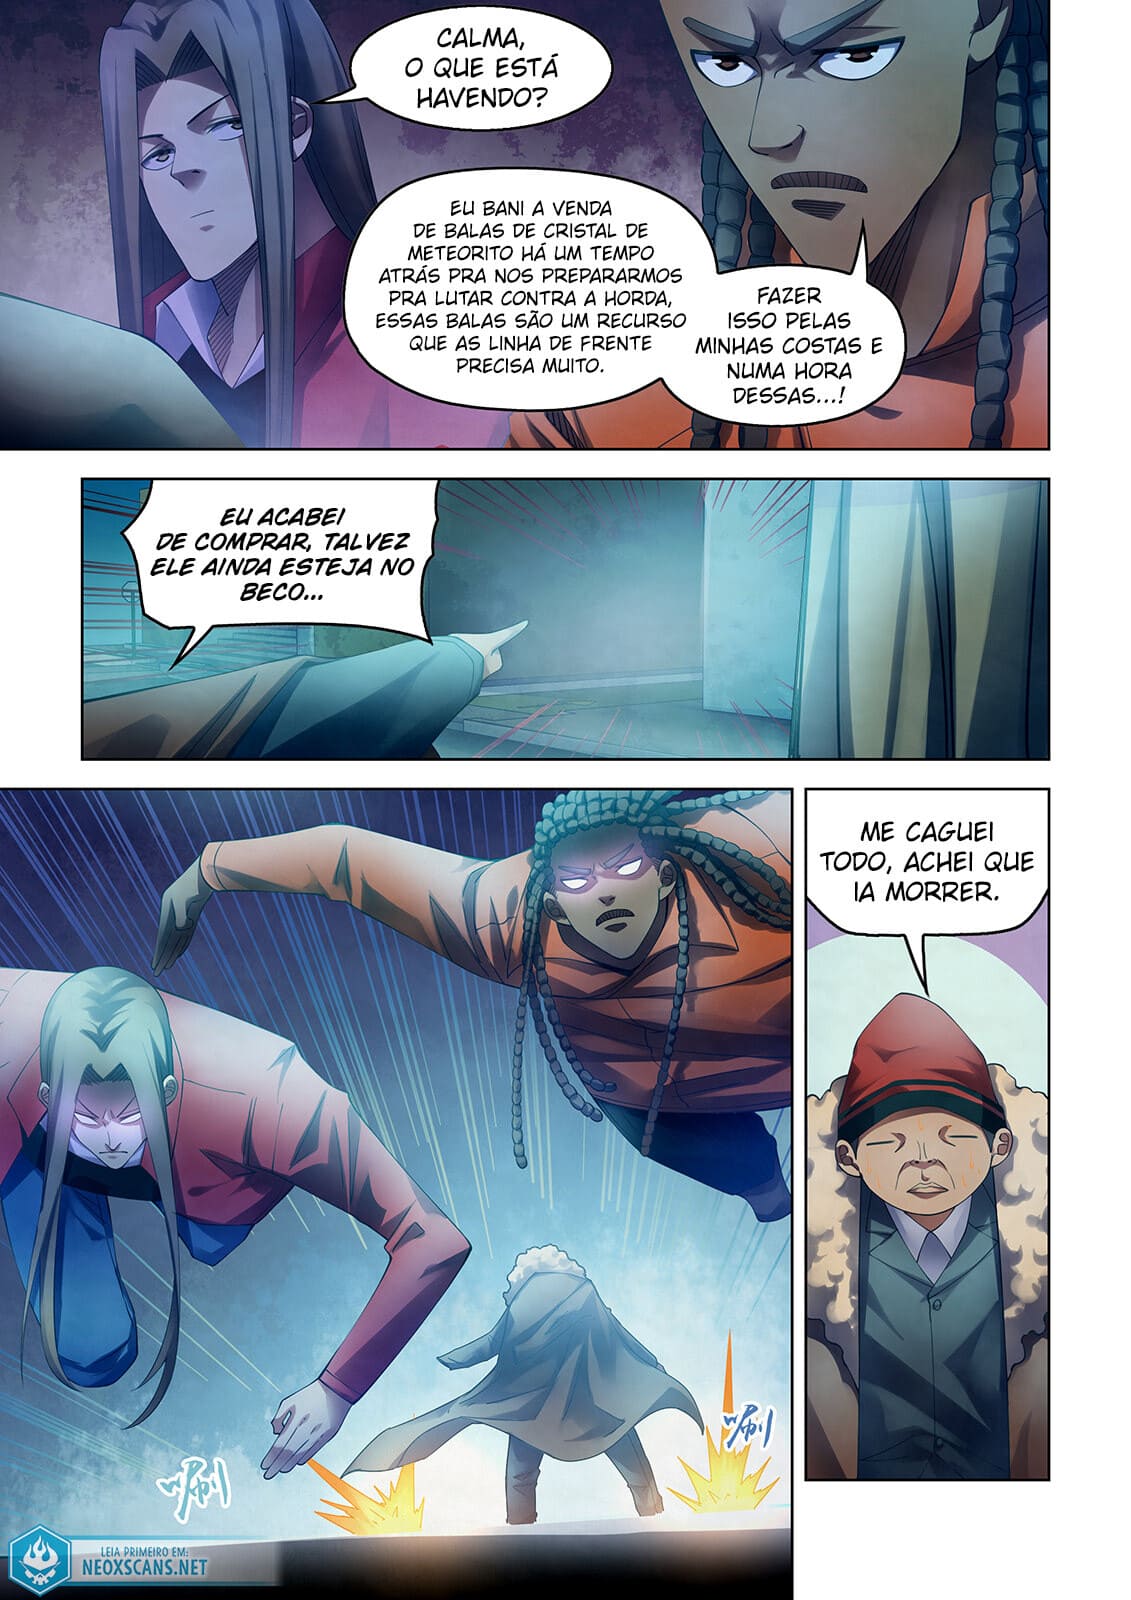 CALMA,
O QUE ESTÁ
HAVENDO?
EU BANI A VENDA
DE BALAS DE CRISTAL DE
METEORITO HÁ UM TEMPO
ATRÁS PRA NOS PREPARARMOS
PRA LUTAR CONTRA A HORDA,
ESSAS BALAS SÃO UM RECURSO
QUE AS LINHA DE FRENTE
PRECISA MUITO.
FAZER
ISSO PELAS
MINHAS COSTAS E
NUMA HORA
DESSAS...!
EU ACABEI
DE COMPRAR, TALVEZ
ELE AINDA ESTEJA NO
BECO...
ME CAGUEI
TODO, ACHEI QUE
IA MORRER.
唰
唰
LEIA PRIMEIRO EM:
NEOXSCANS.NET